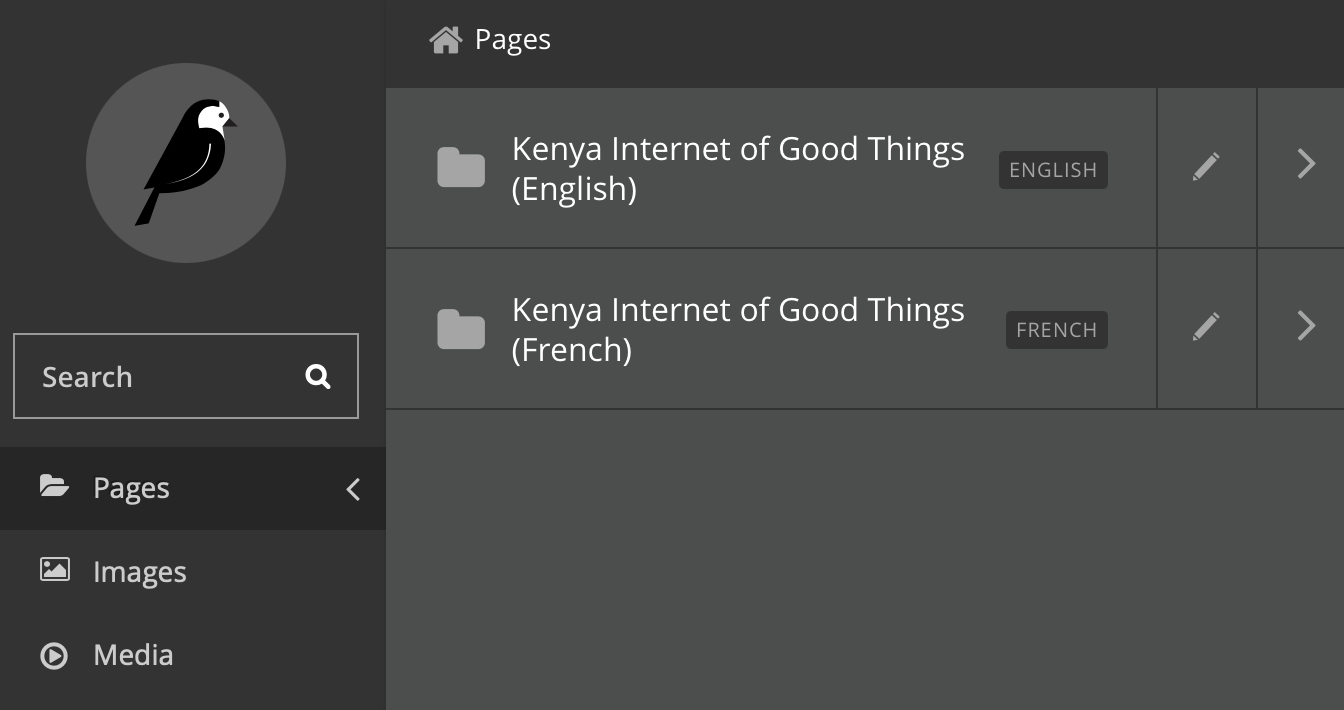 Pages
Kenya Internet of Good Things
(English)
ENGLISH
Kenya Internet of Good Things
(French)
FRENCH
Search
Pages
Images
Media